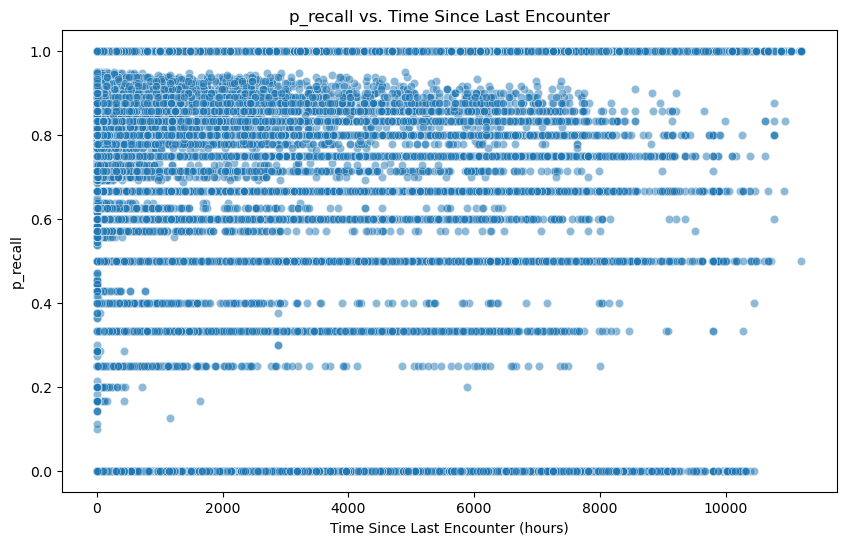 p_recall vs. Time Since Last Encounter
p_recall
1.0
0.8
0.6
0.4
0.2
0.0
0 2000 4000 6000 8000 10000
Time Since Last Encounter (hours)